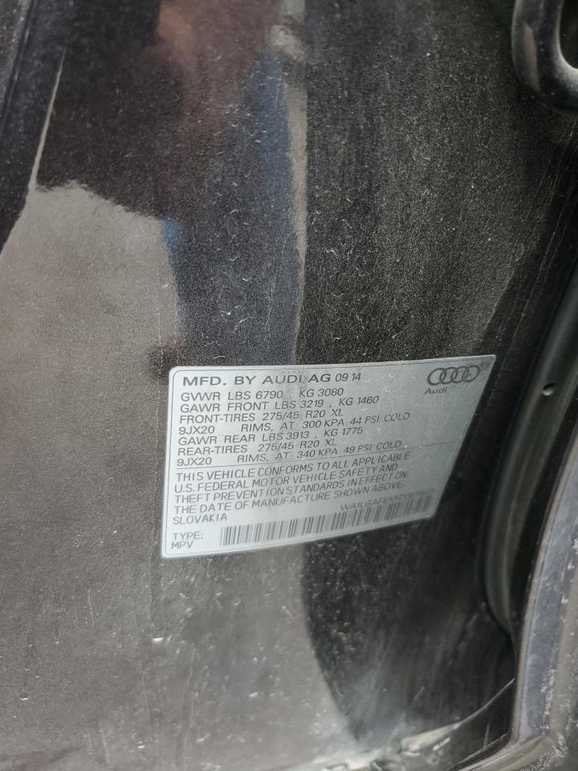 MFD. BY AUDI AG 09 14
GVWR LBS 6790 , KG 3080
GAWR FRONT LBS 3219 , KG 1460
FRONT-TIRES 275/45 R20 XL
9JX20 RIMS, AT 300 KPA 44 PSI COLD
GAWR REAR LBS 3913 , KG 1775
REAR-TIRES 275/45 R20 XL
9JX20 RIMS, AT 340 KPA 49 PSI COLD
THIS VEHICLE CONFORMS TO ALL APPLICABLE
U.S. FEDERAL MOTOR VEHICLE SAFETY AND
THEFT PREVENTION STANDARDS IN EFFECT ON
THE DATE OF MANUFACTURE SHOWN ABOVE.
SLOVAKIA
TYPE:
MPV
Audi